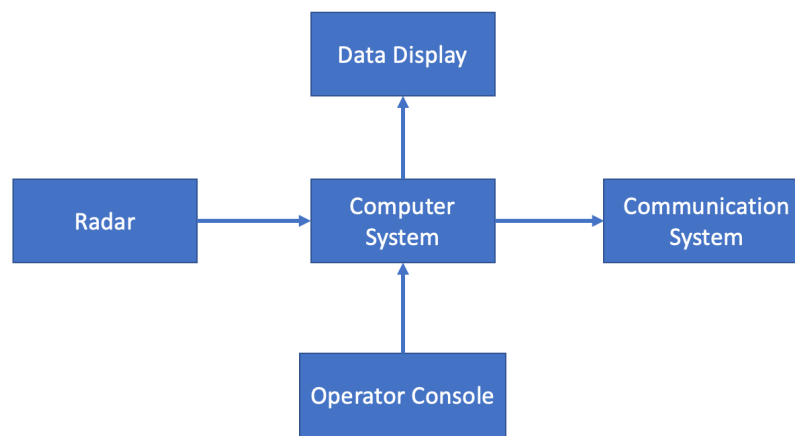 Data Display
Radar
Computer
System
Communication
System
Operator Console